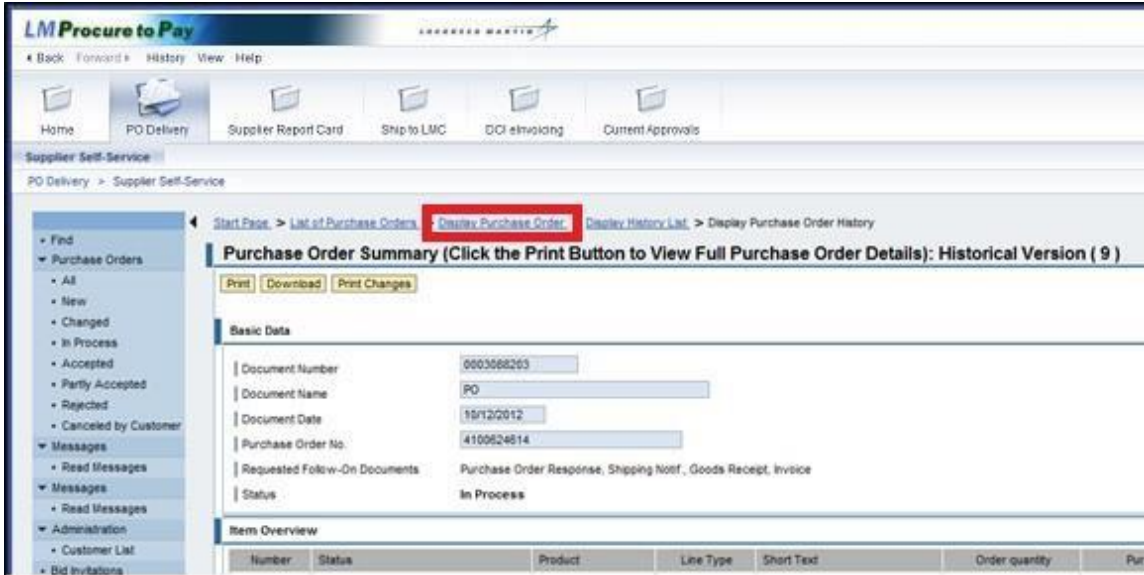 LM Procure to Pay
LOCKHEED MARTIN
Back Forward History View Help
Home PO Delivery Supplier Report Card Ship to LMC DCI eInvoicing Current Approvals
Supplier Self-Service
PO Delivery > Supplier Self-Service
Start Page > List of Purchase Orders > Display Purchase Order Display History List > Display Purchase Order History
Purchase Order Summary (Click the Print Button to View Full Purchase Order Details): Historical Version ( 9 )
Print Download Print Changes
Find
Purchase Orders
All
New
Changed
In Process
Accepted
Partly Accepted
Rejected
Canceled by Customer
Messages
Read Messages
Messages
Read Messages
Administration
Customer List
Bid Invitations
Basic Data
Document Number 0003088203
Document Name PO
Document Date 10/12/2012
Purchase Order No. 4100624614
Requested Follow-On Documents Purchase Order Response, Shipping Notif., Goods Receipt, Invoice
Status In Process
Item Overview
Number Status Product Line Type Short Text Order quantity Pur